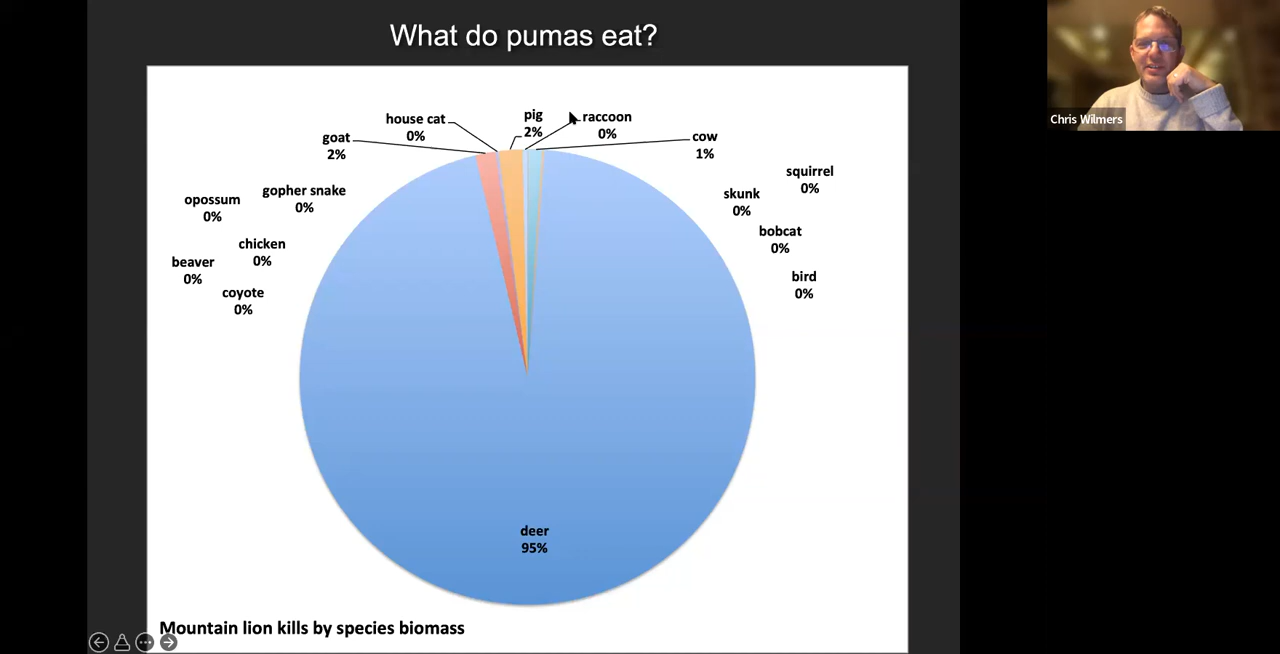 What do pumas eat?
Chris Wilmers
house cat
0%
pig
2%
raccoon
0%
goat
2%
cow
1%
squirrel
0%
opossum
0%
gopher snake
0%
skunk
0%
bobcat
0%
chicken
0%
beaver
0%
bird
0%
coyote
0%
deer
95%
Mountain lion kills by species biomass